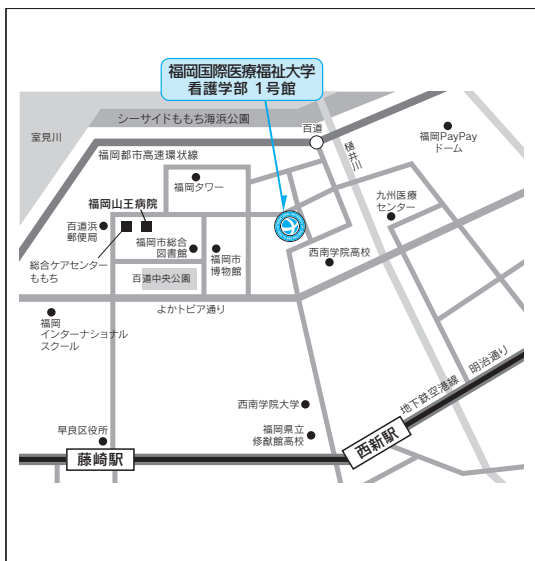 福岡国際医療福祉大学
看護学部 1号館
シーサイドももち海浜公園
室見川
百道
福岡PayPay
ドーム
樋井川
福岡都市高速環状線
福岡タワー
九州医療
センター
福岡山王病院
百道浜
郵便局
福岡市総合
図書館
福岡市
博物館
西南学院高校
総合ケアセンター
ももち
百道中央公園
よかトピア通り
福岡
インターナショナル
スクール
明治通り
地下鉄空港線
西南学院大学
早良区役所
福岡県立
修猷館高校
西新駅
藤崎駅